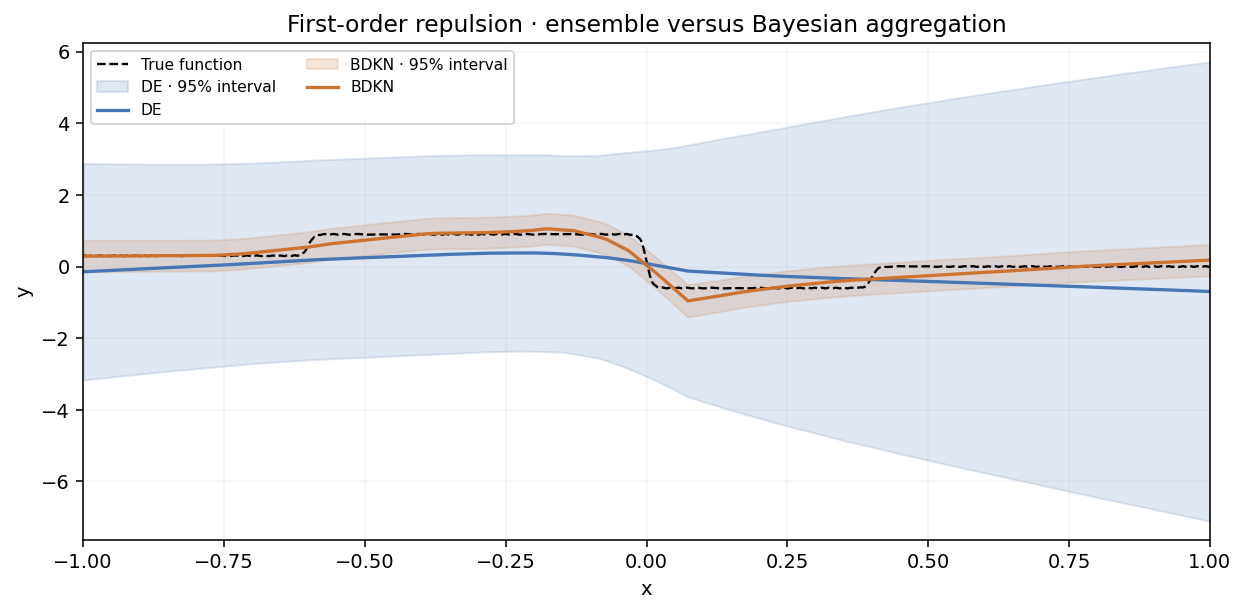 First-order repulsion · ensemble versus Bayesian aggregation
True function
DE · 95% interval
DE
BDKN · 95% interval
BDKN
y
6
4
2
0
−2
−4
−6
−1.00 −0.75 −0.50 −0.25 0.00 0.25 0.50 0.75 1.00
x